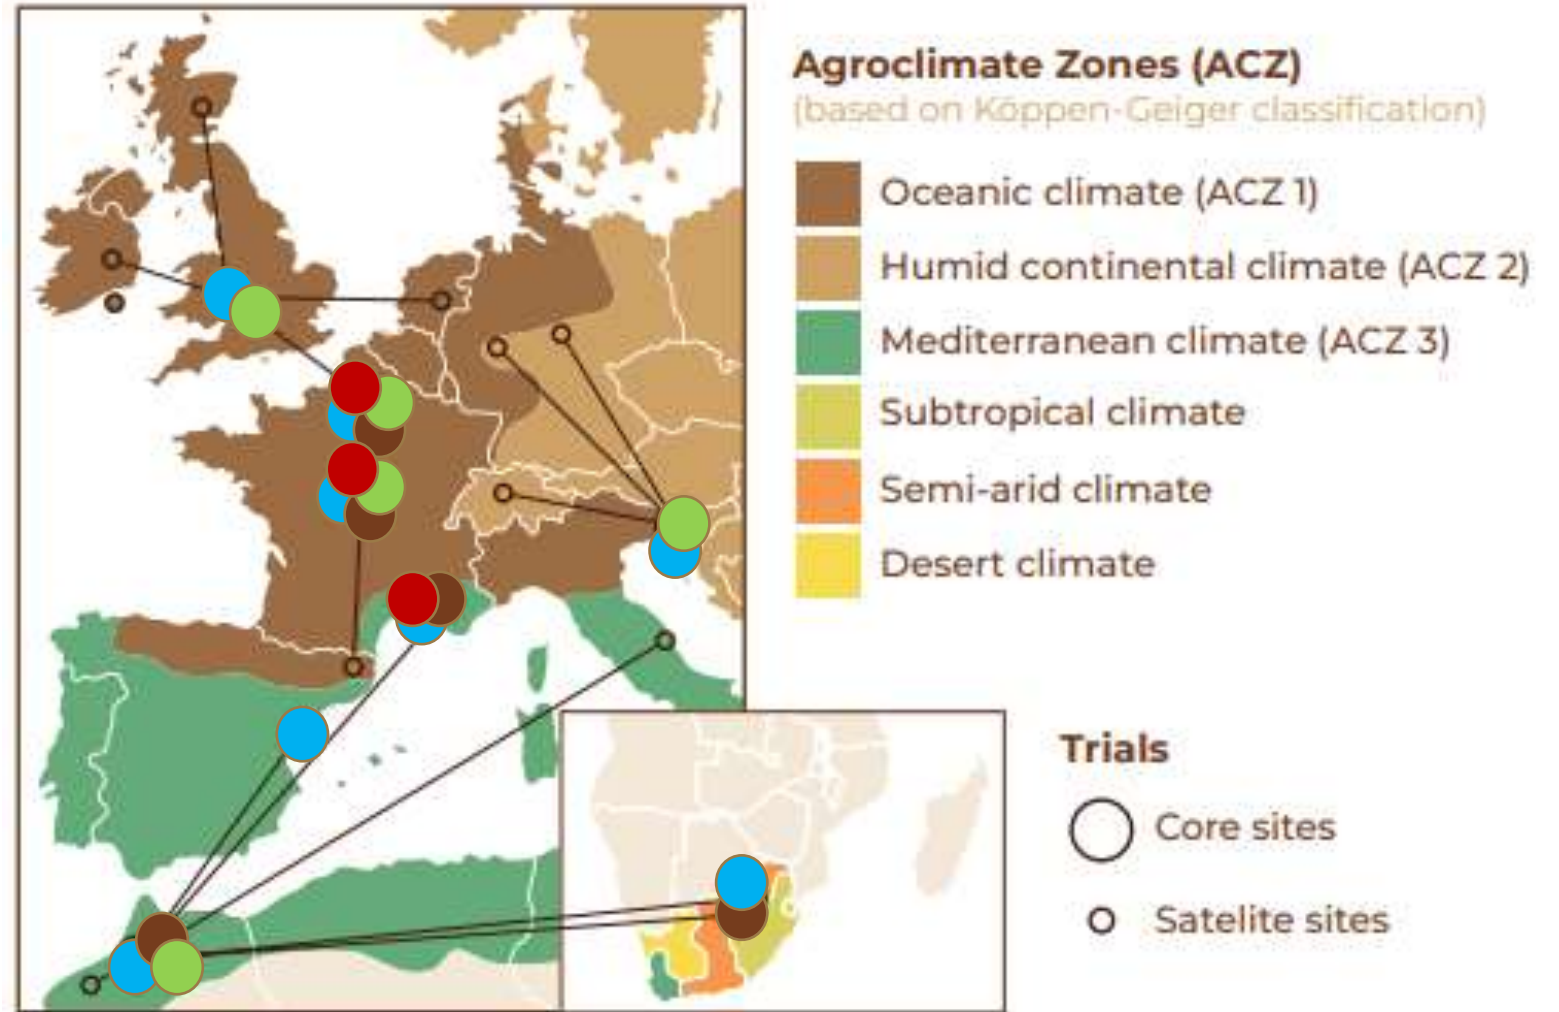 Agroclimate Zones (ACZ)
(based on Köppen-Geiger classification)
Oceanic climate (ACZ 1)
Humid continental climate (ACZ 2)
Mediterranean climate (ACZ 3)
Subtropical climate
Semi-arid climate
Desert climate
Trials
Core sites
Satelite sites